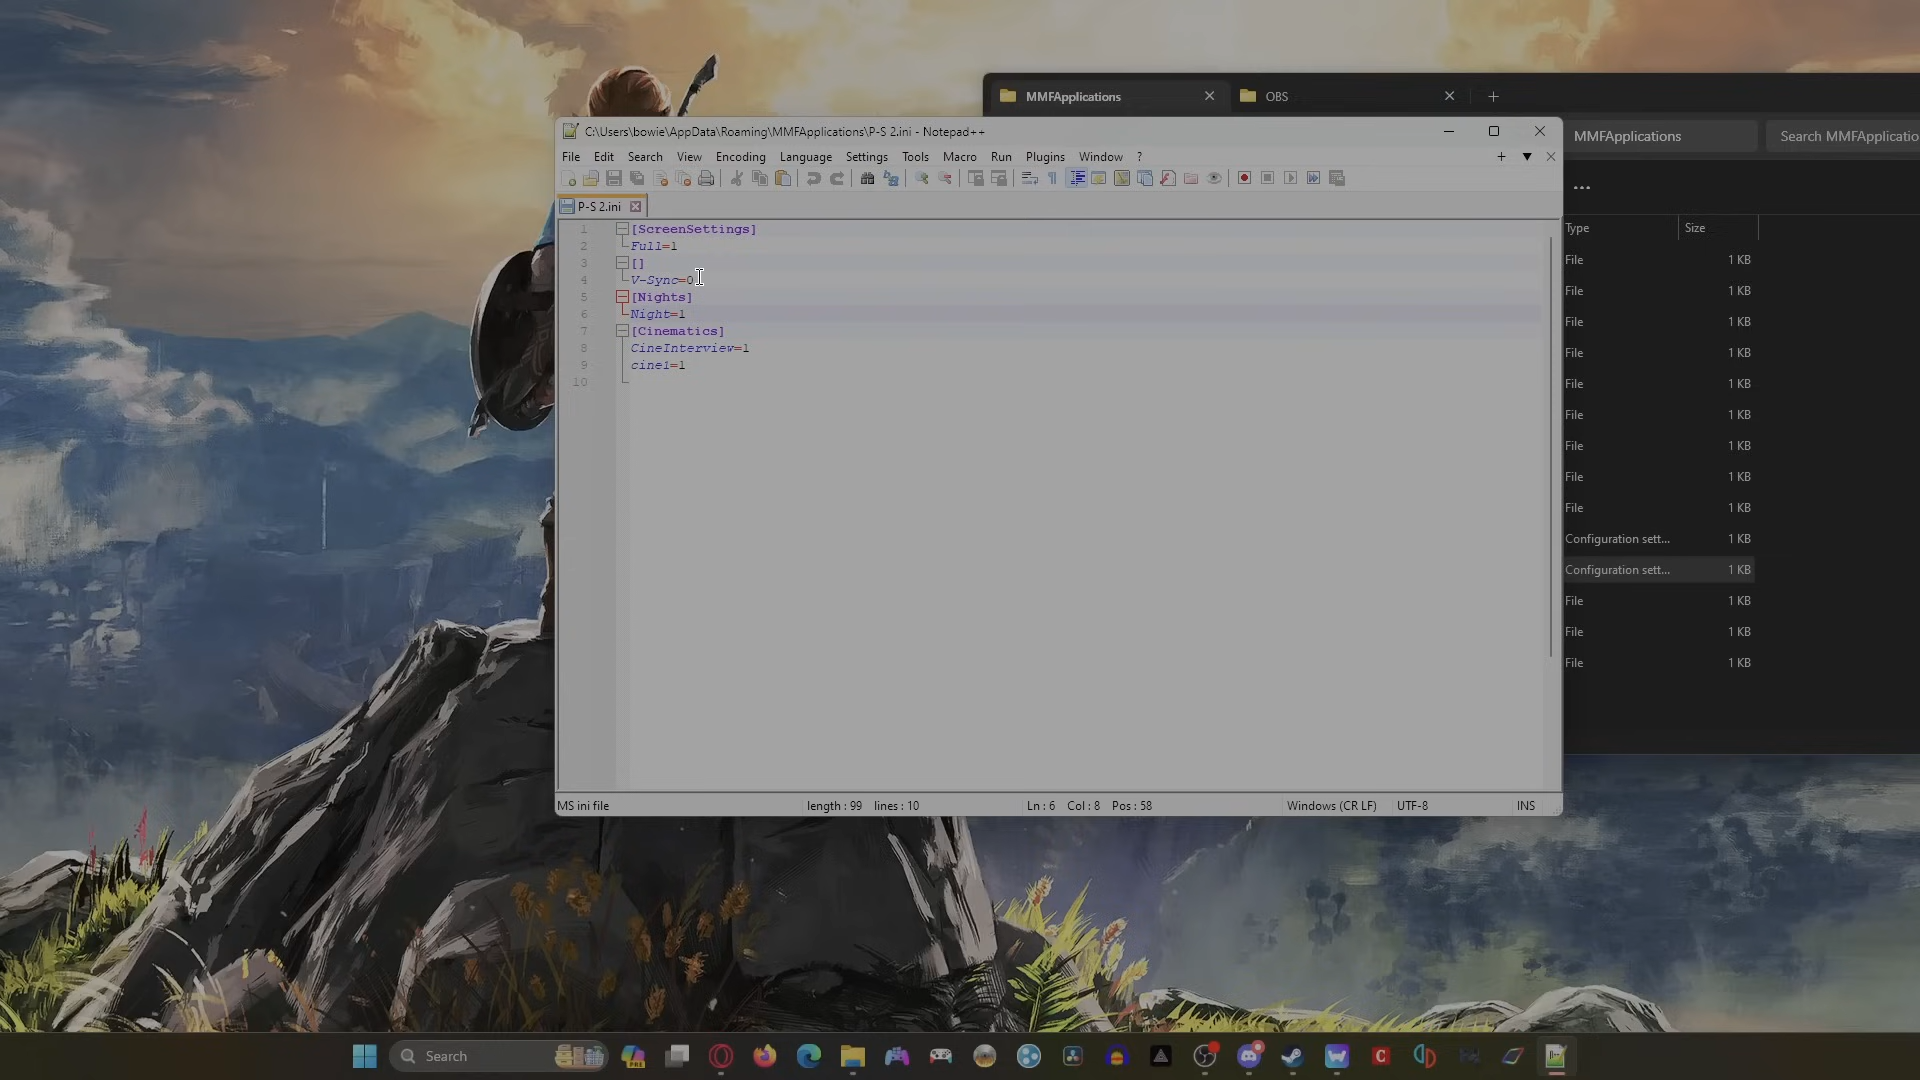 MMFApplications
OBS
C:\Users\bowie\AppData\Roaming\MMFApplications\P-S 2.ini - Notepad++
MMFApplications
Search MMFApplicatio
File Edit Search View Encoding Language Settings Tools Macro Run Plugins Window ?
P-S 2.ini
1 [ScreenSettings]
2 Full=1
3 []
4 V-Sync=0
5 [Nights]
6 Night=1
7 [Cinematics]
8 CineInterview=1
9 cine1=1
10
Type Size
File 1 KB
File 1 KB
File 1 KB
File 1 KB
File 1 KB
File 1 KB
File 1 KB
File 1 KB
File 1 KB
Configuration sett... 1 KB
Configuration sett... 1 KB
File 1 KB
File 1 KB
File 1 KB
MS ini file length : 99 lines : 10 Ln : 6 Col : 8 Pos : 58 Windows (CR LF) UTF-8 INS
Search
PRE